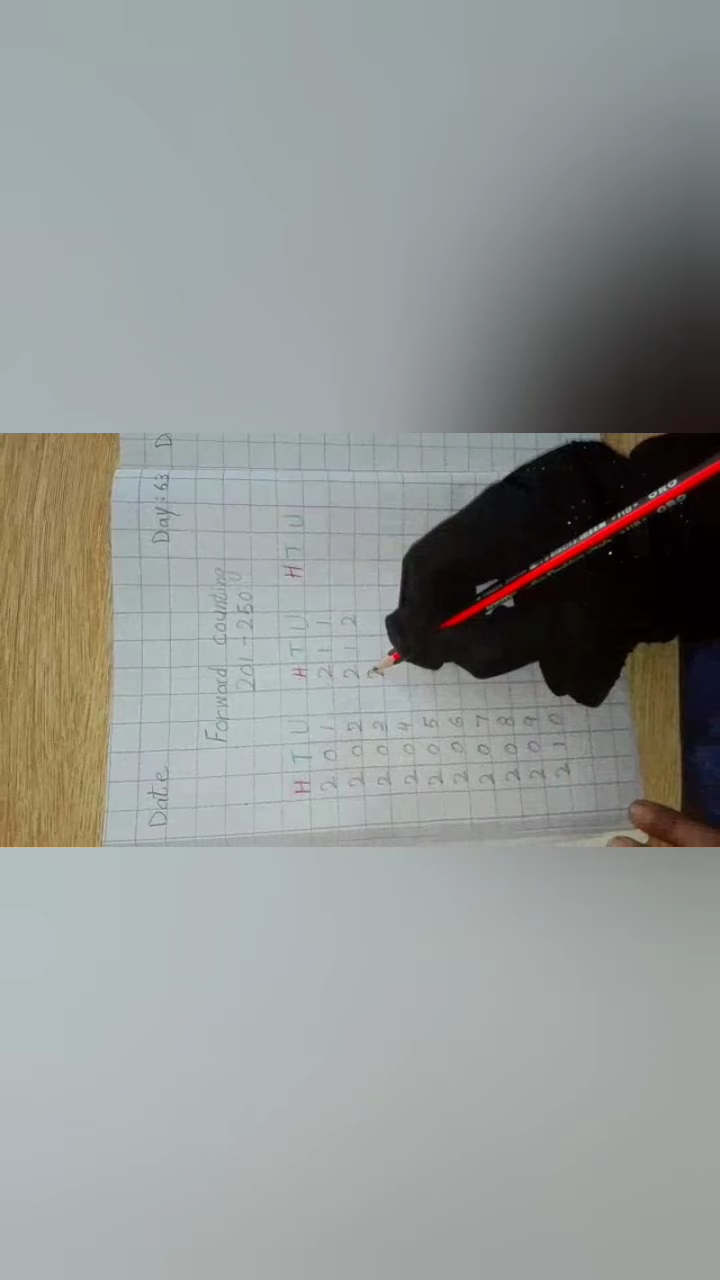 Date Day: 63 D
Forward counting
201 - 250
H T U H T U H T U
2 0 1 2 1 1
2 0 2 2 1 2
2 0 3 2
2 0 4
2 0 5
2 0 6
2 0 7
2 0 8
2 0 9
2 1 0
ORO